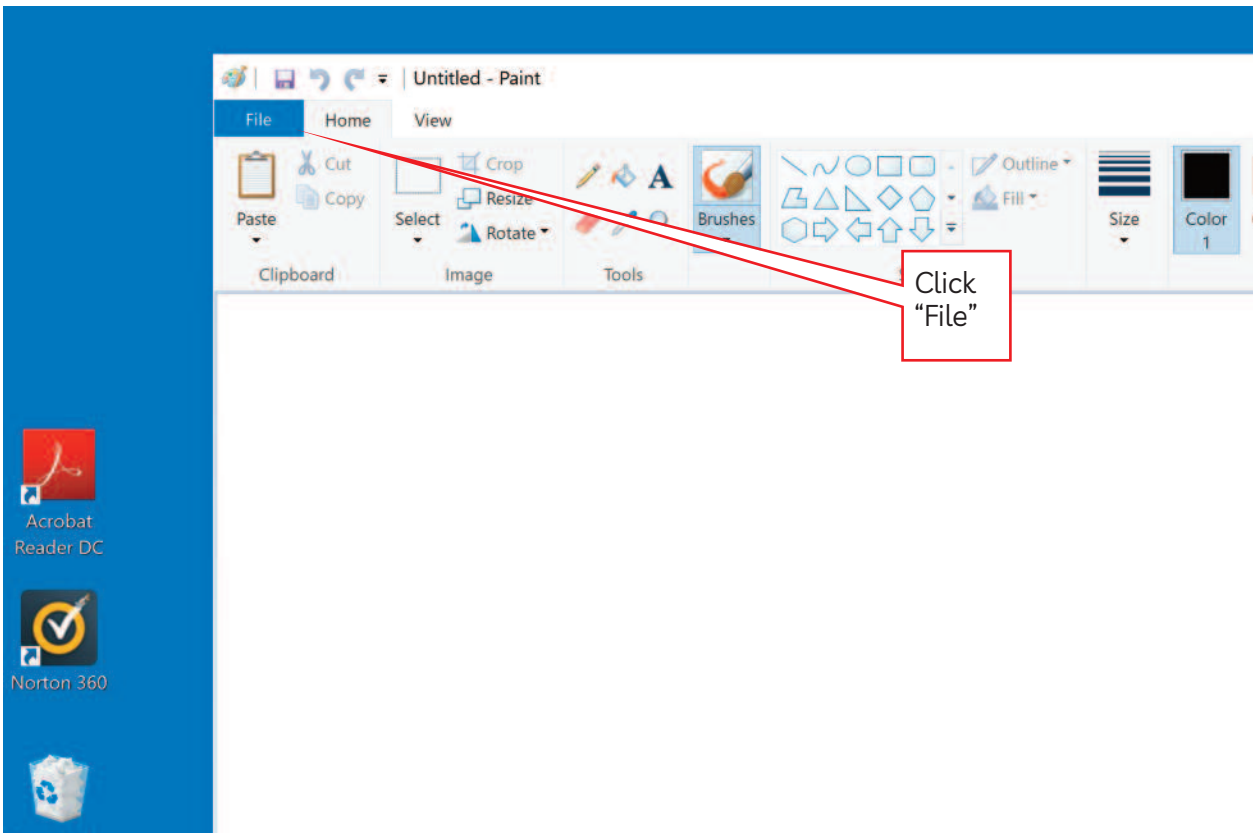 Untitled - Paint
File Home View
Cut
Crop
Outline
Copy
Resize
Fill
Paste
Select
Rotate
A
Brushes
Size
Color
1
Clipboard
Image
Tools
Click
“File”
Acrobat
Reader DC
Norton 360